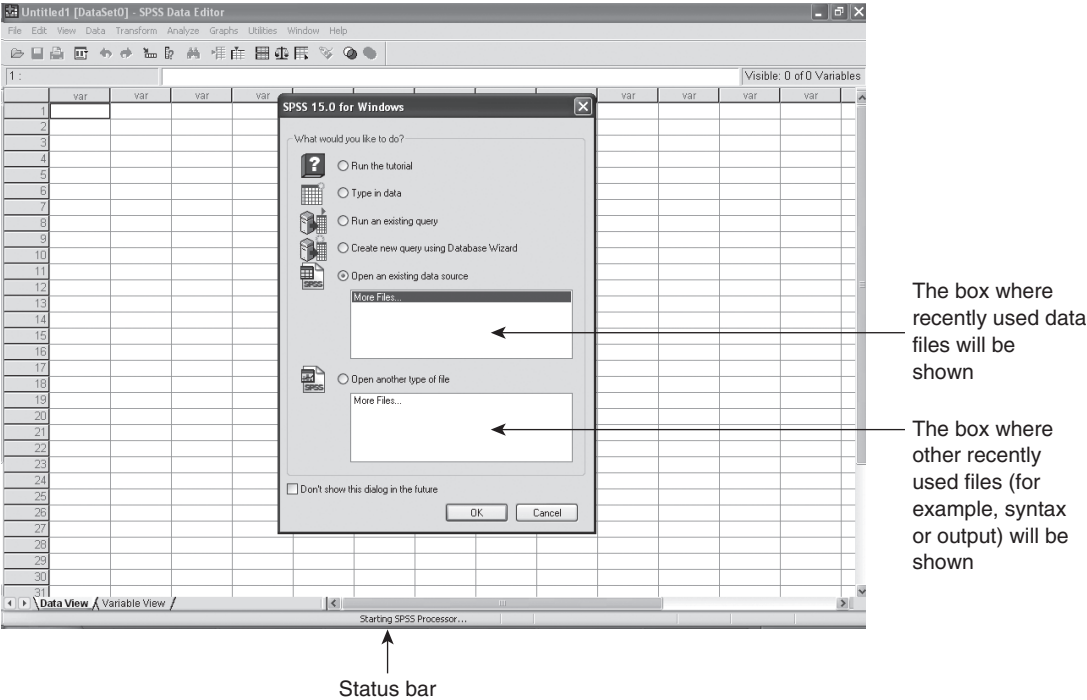 Untitled1 [DataSet0] - SPSS Data Editor
File Edit View Data Transform Analyze Graphs Utilities Window Help
1 :
Visible: 0 of 0 Variables
var var var var var var var var
1
2
3
4
5
6
7
8
9
10
11
12
13
14
15
16
17
18
19
20
21
22
23
24
25
26
27
28
29
30
31
SPSS 15.0 for Windows
What would you like to do?
Run the tutorial
Type in data
Run an existing query
Create new query using Database Wizard
Open an existing data source
More Files...
Open another type of file
More Files...
Don't show this dialog in the future
OK Cancel
Data View Variable View
Starting SPSS Processor...
The box where
recently used data
files will be
shown
The box where
other recently
used files (for
example, syntax
or output) will be
shown
Status bar